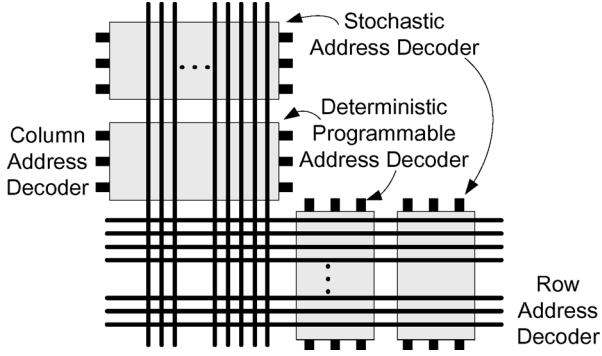 Stochastic
Address Decoder
Deterministic
Programmable
Address Decoder
Column
Address
Decoder
Row
Address
Decoder